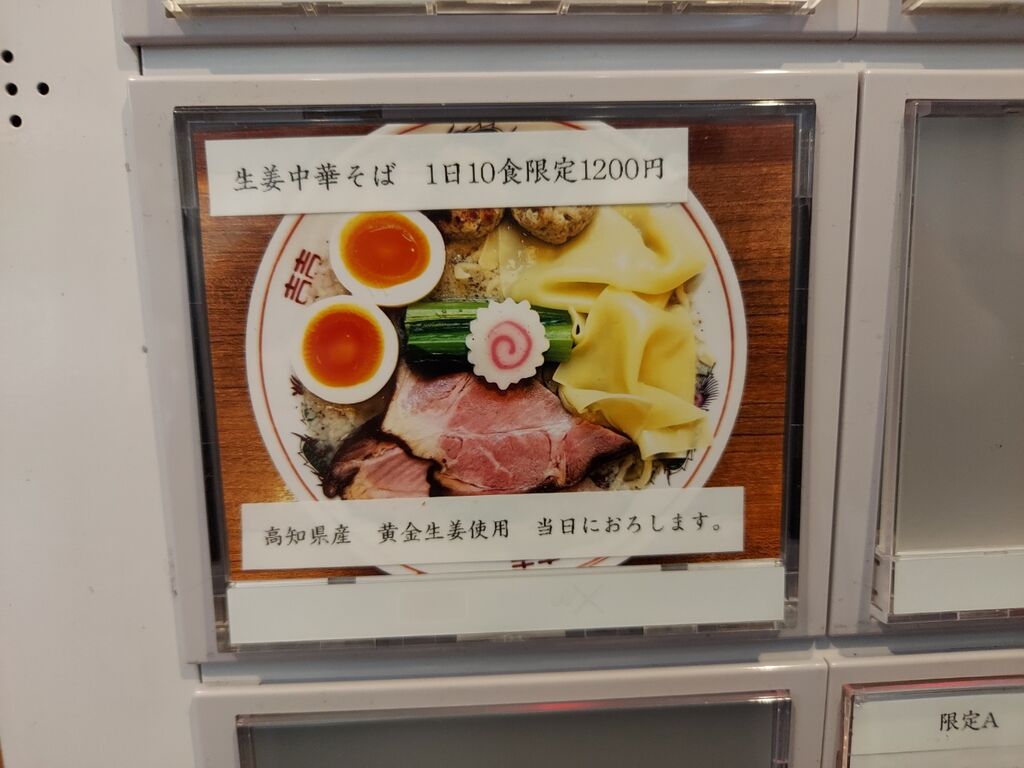 生姜中華そば　1日10食限定1200円
囍
高知県産　黄金生姜使用　当日におろします。
限定A